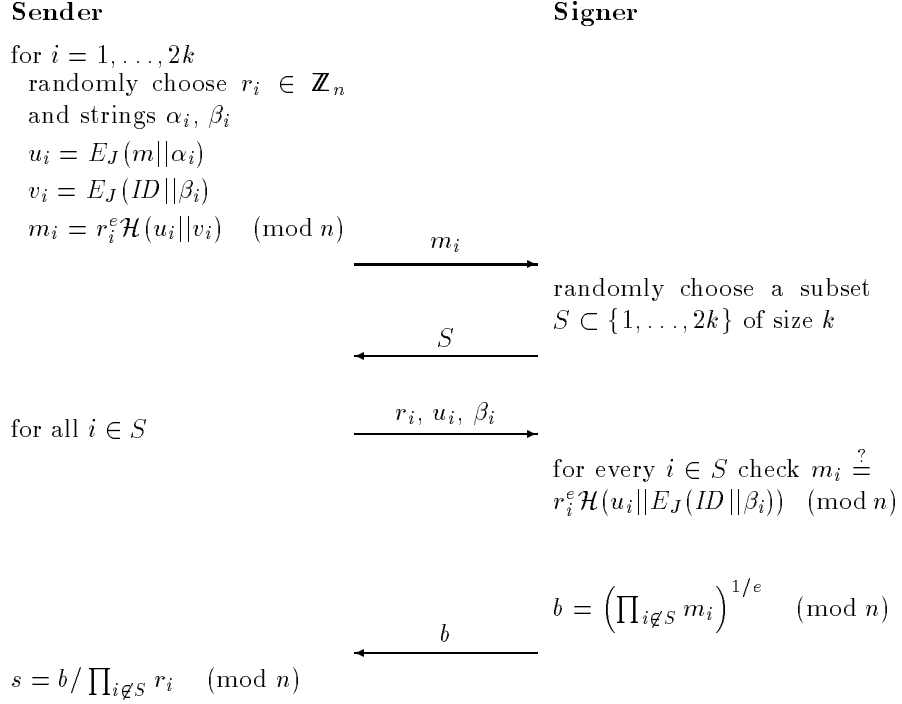 Sender
Signer
for i = 1, . . . , 2k
randomly choose r_i ∈ ℤ_n
and strings α_i, β_i
u_i = E_J(m||α_i)
v_i = E_J(ID||β_i)
m_i = r_i^e ℋ(u_i||v_i) (mod n)
m_i
randomly choose a subset
S ⊂ {1, . . . , 2k} of size k
S
for all i ∈ S
r_i, u_i, β_i
for every i ∈ S check m_i ≟
r_i^e ℋ(u_i||E_J(ID||β_i)) (mod n)
b = (∏_{i∉S} m_i)^{1/e} (mod n)
b
s = b/ ∏_{i∉S} r_i (mod n)